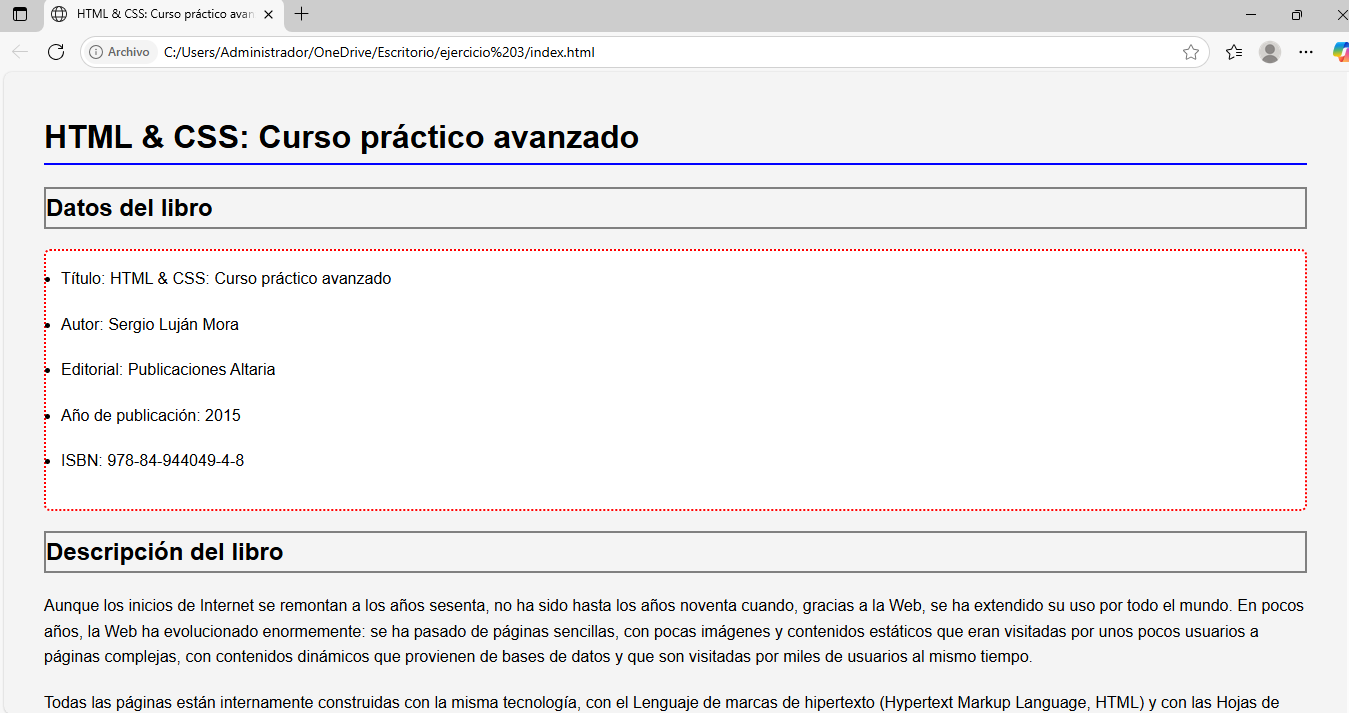 HTML & CSS: Curso práctico avan
Archivo C:/Users/Administrador/OneDrive/Escritorio/ejercicio%203/index.html
HTML & CSS: Curso práctico avanzado
Datos del libro
• Título: HTML & CSS: Curso práctico avanzado
• Autor: Sergio Luján Mora
• Editorial: Publicaciones Altaria
• Año de publicación: 2015
• ISBN: 978-84-944049-4-8
Descripción del libro
Aunque los inicios de Internet se remontan a los años sesenta, no ha sido hasta los años noventa cuando, gracias a la Web, se ha extendido su uso por todo el mundo. En pocos
años, la Web ha evolucionado enormemente: se ha pasado de páginas sencillas, con pocas imágenes y contenidos estáticos que eran visitadas por unos pocos usuarios a
páginas complejas, con contenidos dinámicos que provienen de bases de datos y que son visitadas por miles de usuarios al mismo tiempo.
Todas las páginas están internamente construidas con la misma tecnología, con el Lenguaje de marcas de hipertexto (Hypertext Markup Language, HTML) y con las Hojas de